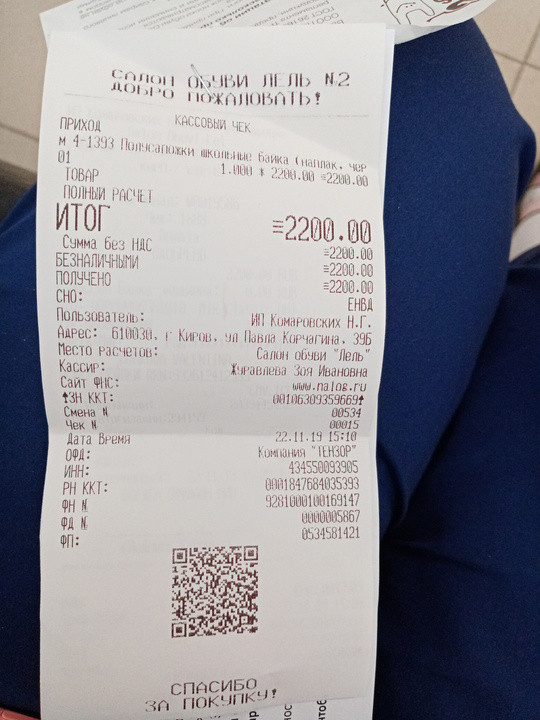 САЛОН ОБУВИ ЛЕЛЬ №2
ДОБРО ПОЖАЛОВАТЬ!
КАССОВЫЙ ЧЕК
ПРИХОД
м 4-1393 Полусапожки школьные байка (наплак, чер
01 1.000 * 2200.00 =2200.00
ТОВАР
ПОЛНЫЙ РАСЧЕТ
ИТОГ =2200.00
Сумма без НДС =2200.00
БЕЗНАЛИЧНЫМИ =2200.00
ПОЛУЧЕНО =2200.00
СНО: ЕНВД
Пользователь: ИП Комаровских Н.Г.
Адрес: 610030, г Киров, ул Павла Корчагина, 39Б
Место расчетов: Салон обуви "Лель"
Кассир: Журавлева Зоя Ивановна
Сайт ФНС: www.nalog.ru
ЗН ККТ: 00106309359669
Смена N 00534
Чек N 00015
Дата Время 22.11.19 15:10
ОФД: Компания "ТЕНЗОР"
ИНН: 434550093905
РН ККТ: 0001847684035393
ФН N 9281000100169147
ФД N 0000005867
ФП: 0534581421
СПАСИБО
ЗА ПОКУПКУ!